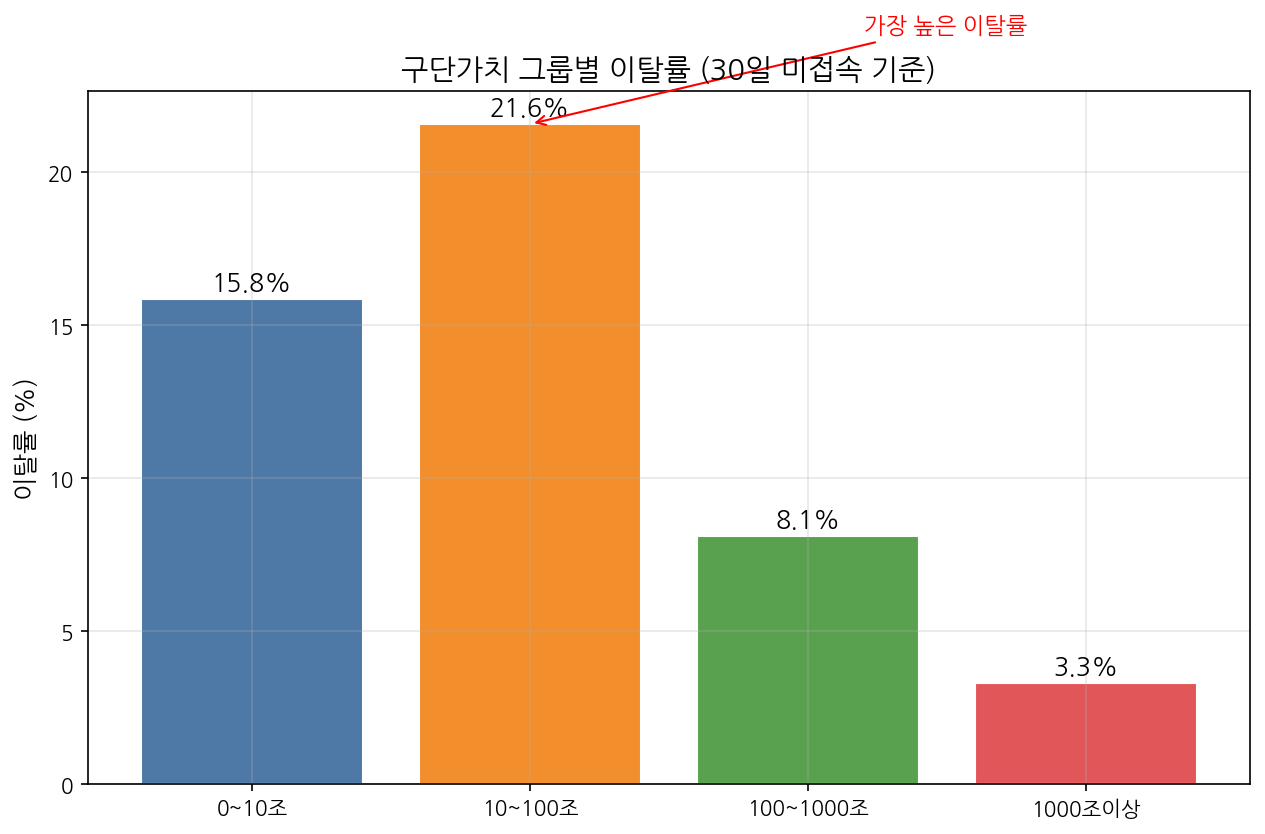 가장 높은 이탈률
구단가치 그룹별 이탈률 (30일 미접속 기준)
21.6%
20
15.8%
15
이탈률 (%)
10
8.1%
5
3.3%
0
0~10조
10~100조
100~1000조
1000조이상